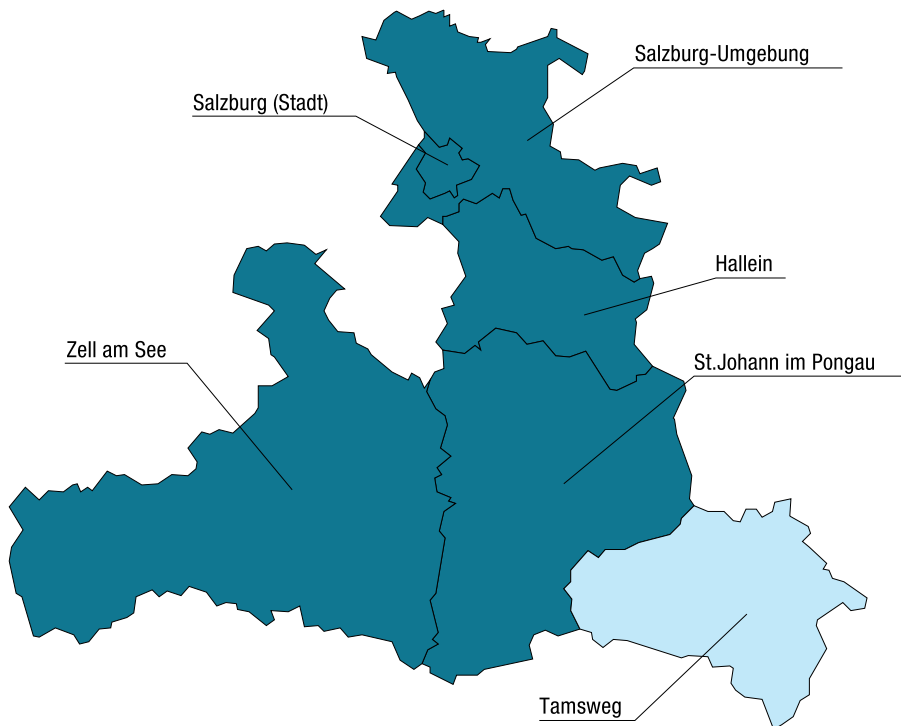 Salzburg-Umgebung
Salzburg (Stadt)
Hallein
Zell am See
St.Johann im Pongau
Tamsweg